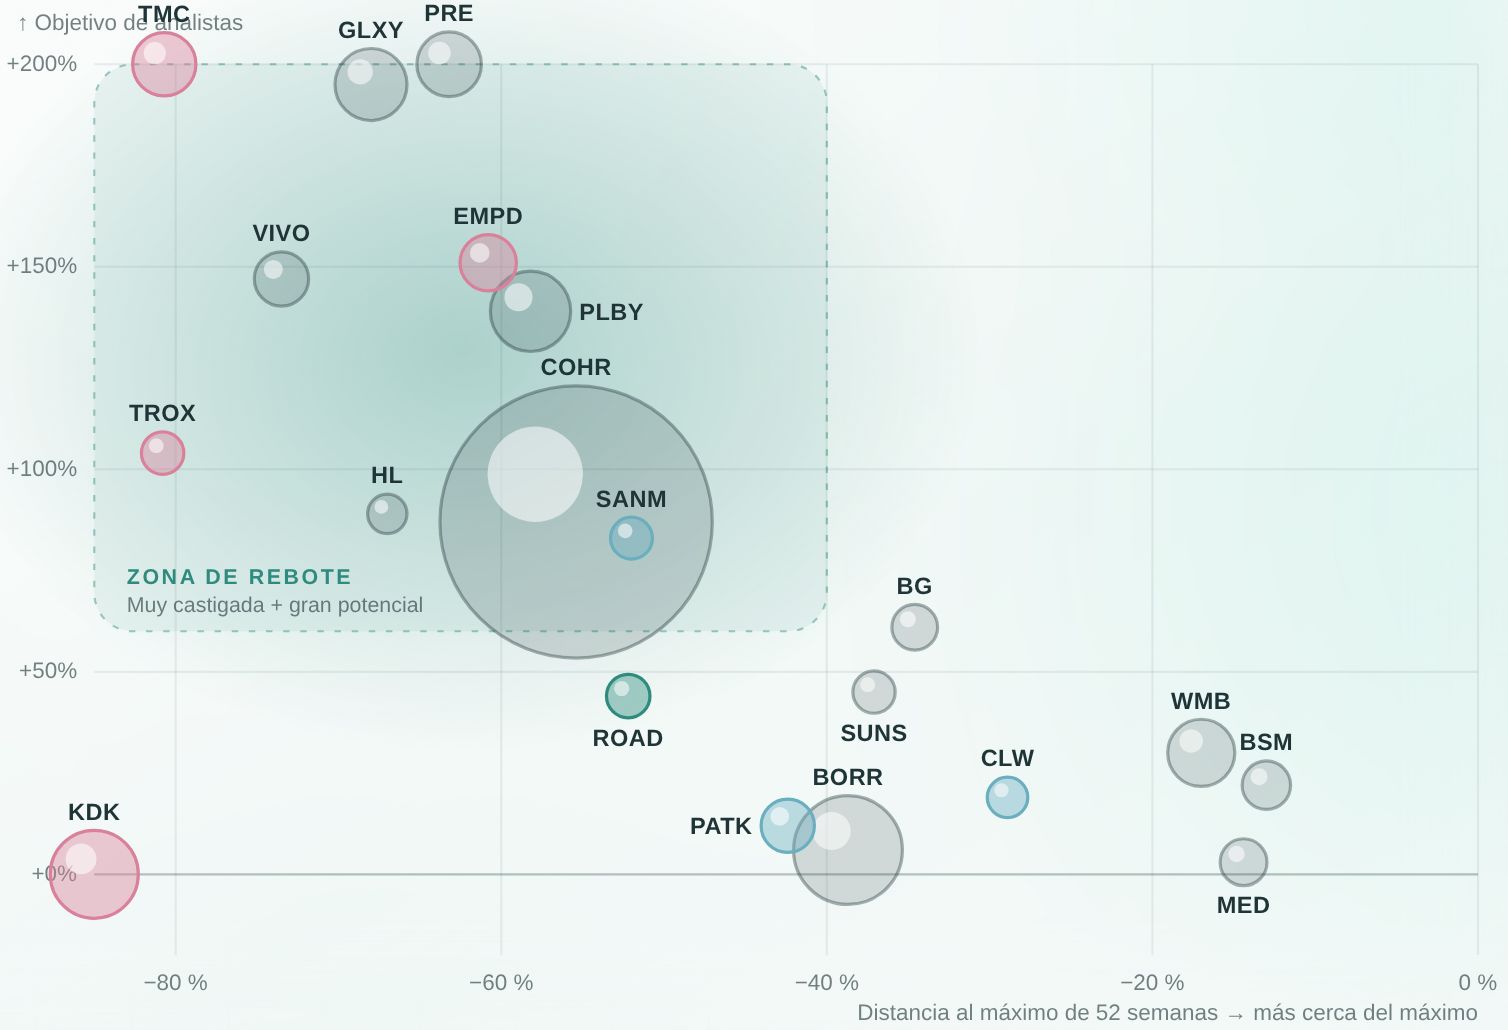 TMC
GLXY
PRE
↑ Objetivo de analistas
+200%
VIVO
EMPD
+150%
PLBY
COHR
TROX
+100%
HL
SANM
ZONA DE REBOTE
Muy castigada + gran potencial
BG
+50%
SUNS
WMB
ROAD
BSM
CLW
BORR
KDK
PATK
+0%
MED
−80 %
−60 %
−40 %
−20 %
0 %
Distancia al máximo de 52 semanas → más cerca del máximo